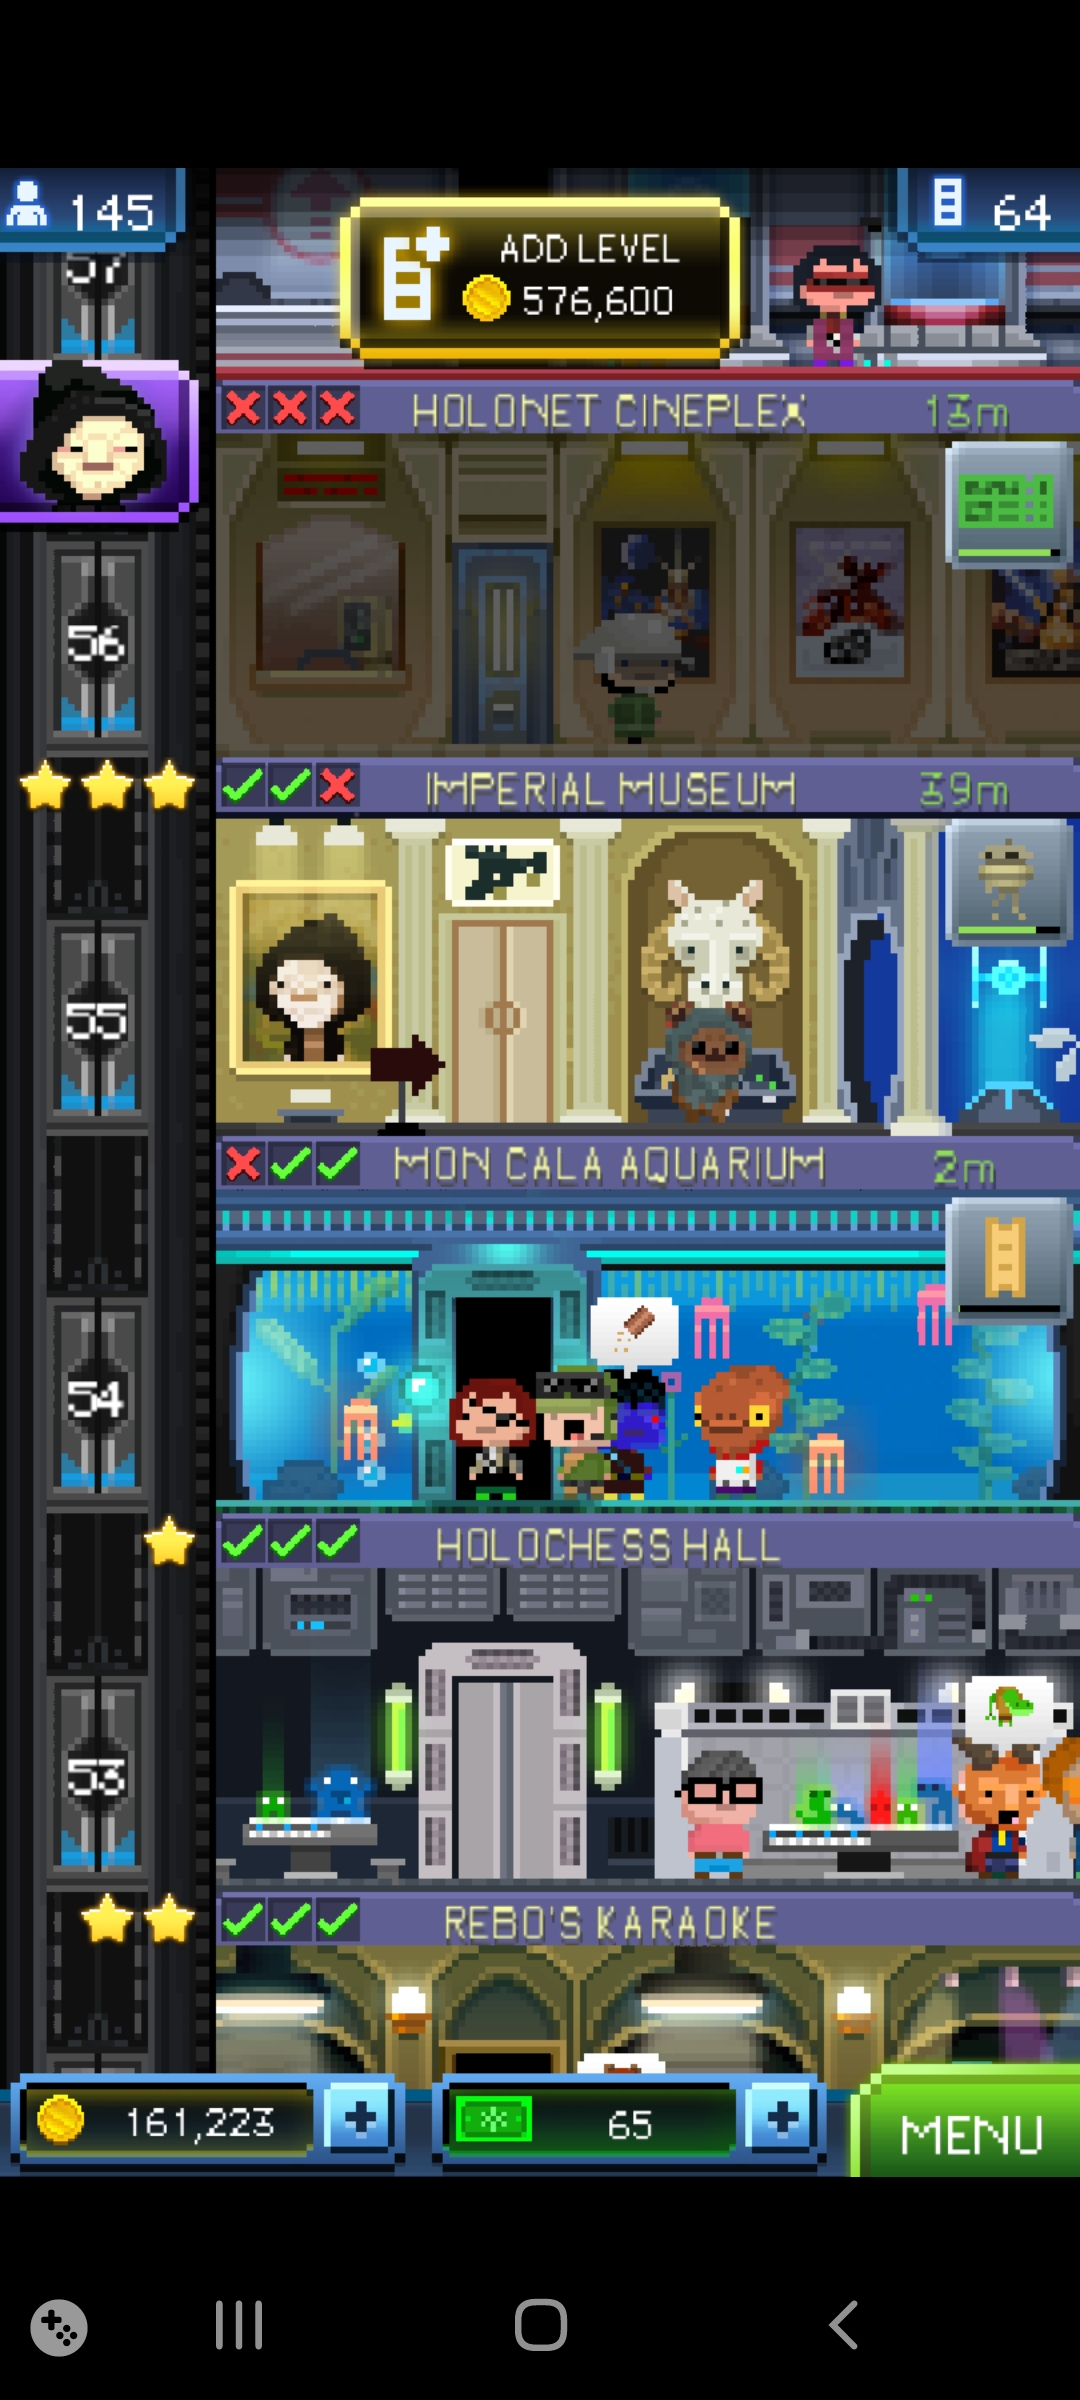 145
ADD LEVEL
576,600
64
57
HOLONET CINEPLEX
13m
56
IMPERIAL MUSEUM
39m
55
MON CALA AQUARIUM
2m
54
HOLOCHESS HALL
53
REBO'S KARAOKE
161,223
65
MENU